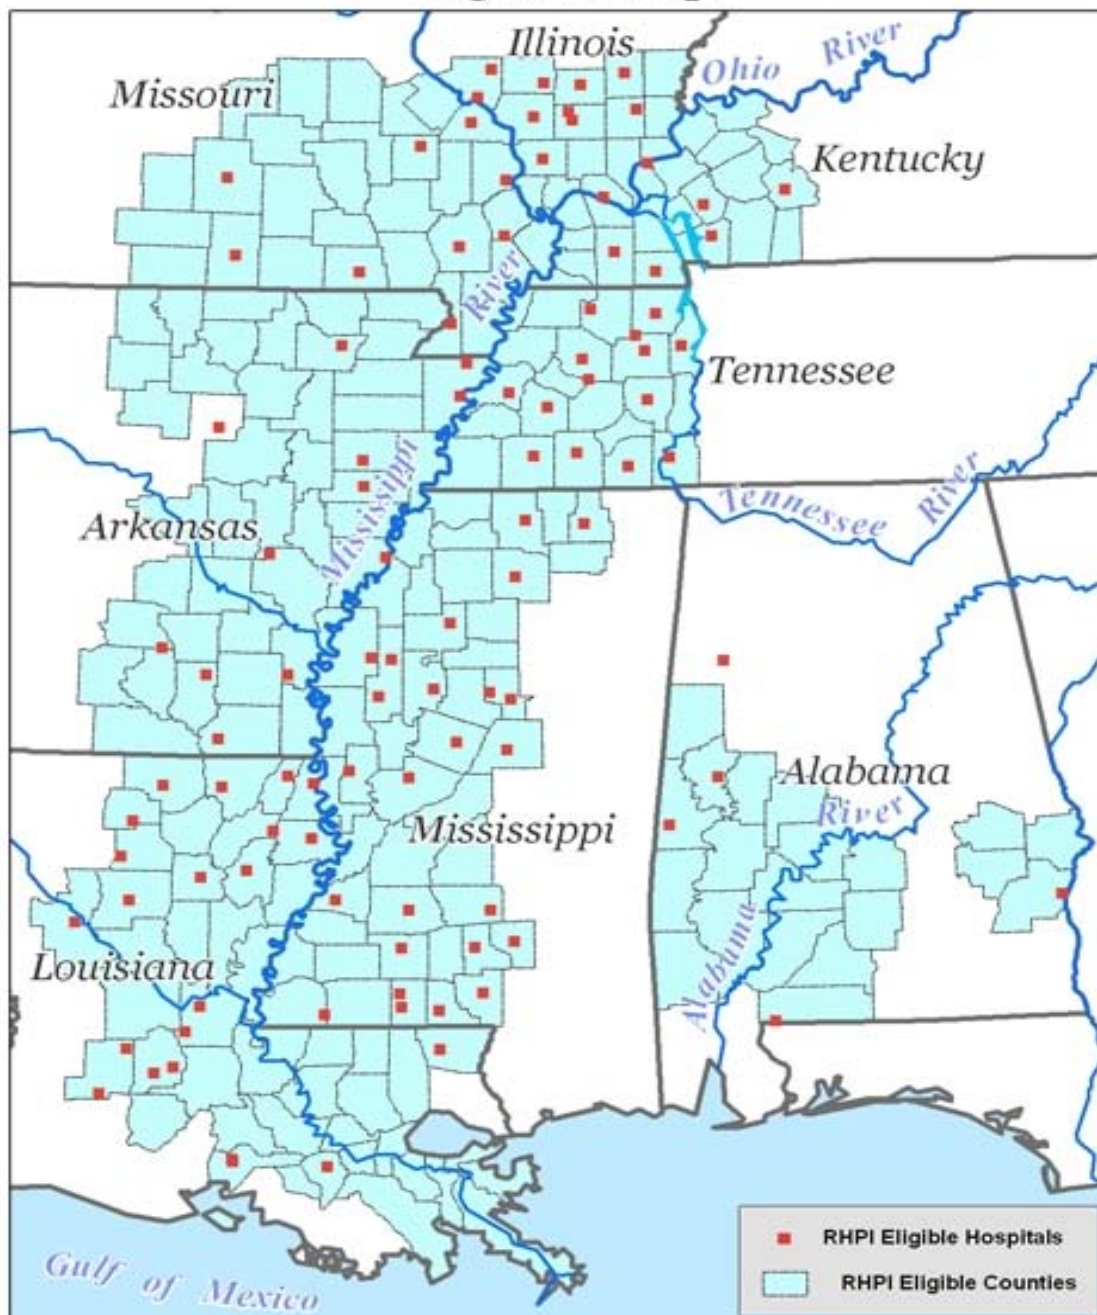 Illinois
Ohio River
Missouri
Kentucky
River
Tennessee
Mississippi
Tennessee River
Arkansas
Alabama
River
Mississippi
Alabama
Louisiana
RHPI Eligible Hospitals
RHPI Eligible Counties
Gulf of Mexico